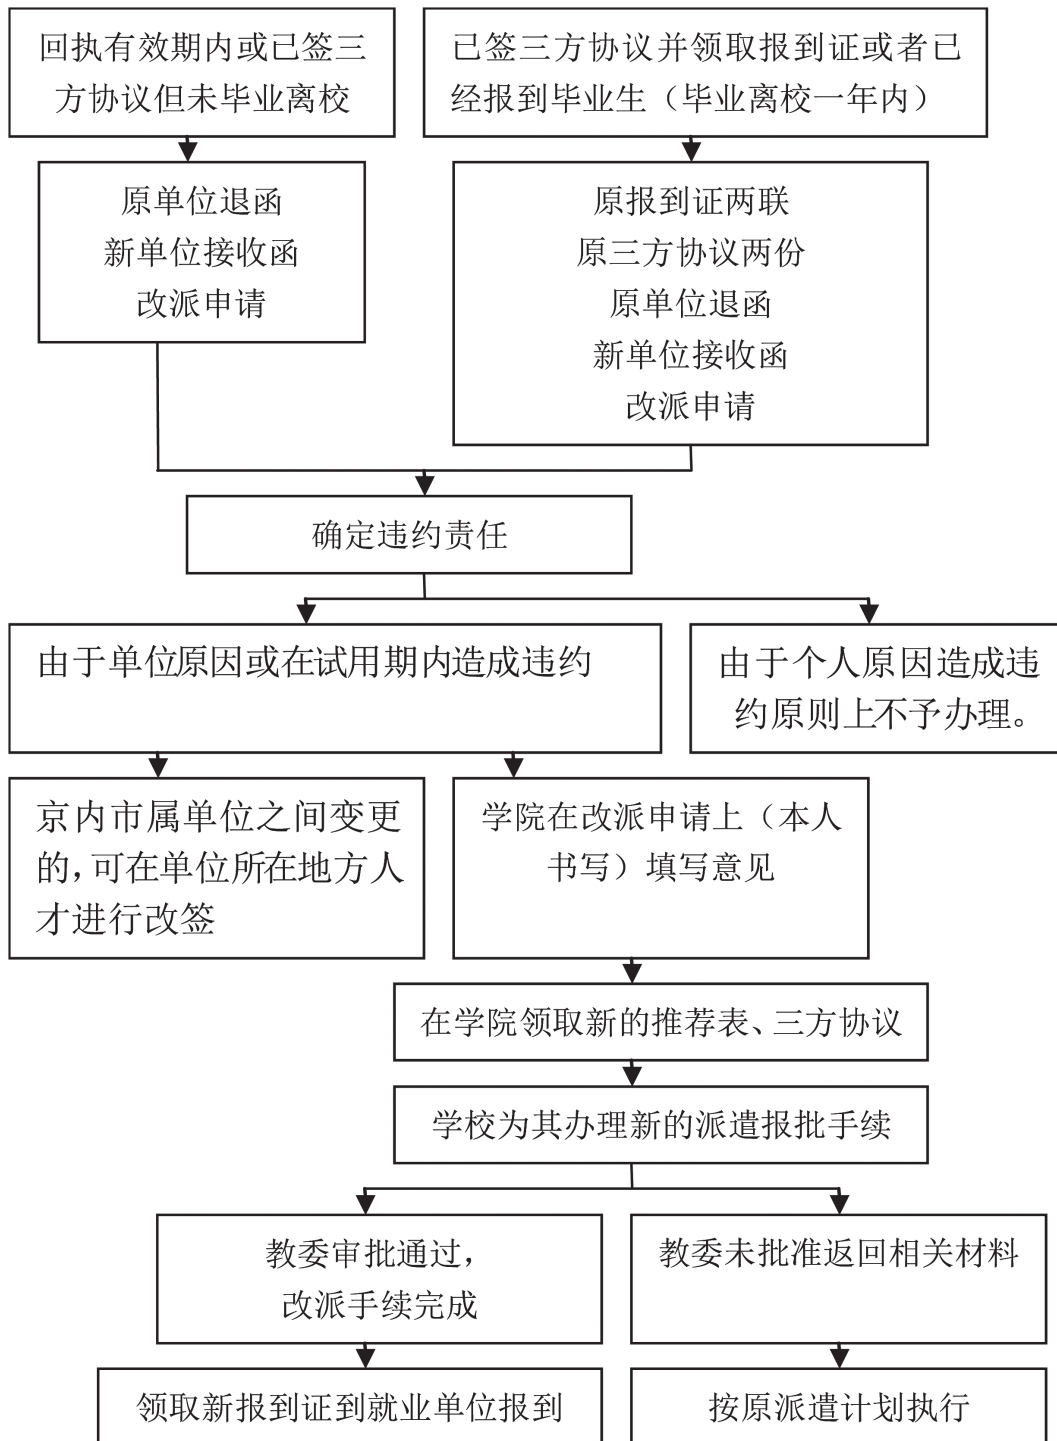 回执有效期内或已签三
方协议但未毕业离校
已签三方协议并领取报到证或者已
经报到毕业生（毕业离校一年内）
原单位退函
新单位接收函
改派申请
原报到证两联
原三方协议两份
原单位退函
新单位接收函
改派申请
确定违约责任
由于单位原因或在试用期内造成违约
由于个人原因造成违
约原则上不予办理。
京内市属单位之间变更
的，可在单位所在地方人
才进行改签
学院在改派申请上（本人
书写）填写意见
在学院领取新的推荐表、三方协议
学校为其办理新的派遣报批手续
教委审批通过，
改派手续完成
教委未批准返回相关材料
领取新报到证到就业单位报到
按原派遣计划执行